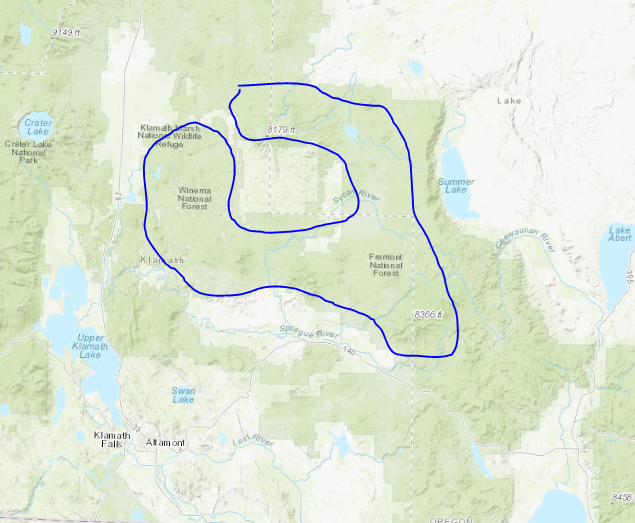 9149 ft
Crater
Lake
Crater Lake
National
Park
Klamath Marsh
National Wildlife
Refuge
8179 ft
Lake
97
Winema
National
Forest
Sycan River
Summer
Lake
Chewaucan River
Lake
Abert
395
Klamath
Fremont
National
Forest
8366 ft
Upper
Klamath
Lake
Sprague River
140
Swan
Lake
39
Klamath
Falls
Altamont
Lost River
8458
OREGON